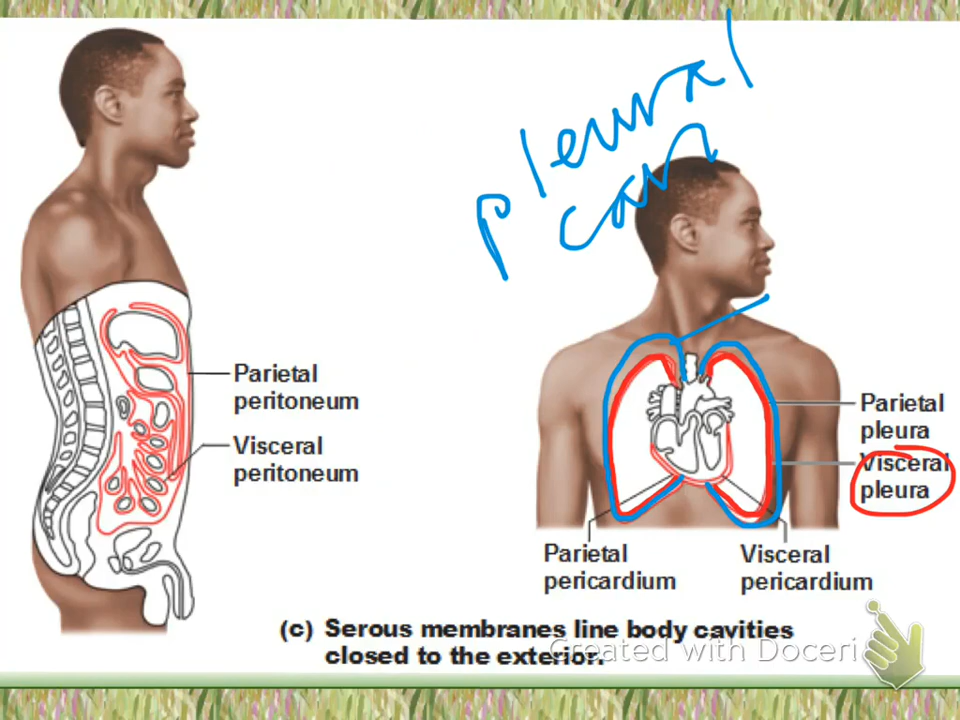 pleural
cav
Parietal
peritoneum
Visceral
peritoneum
Parietal
pleura
Visceral
pleura
Parietal
pericardium
Visceral
pericardium
(c) Serous membranes line body cavities
closed to the exterior.
Created with Doceri